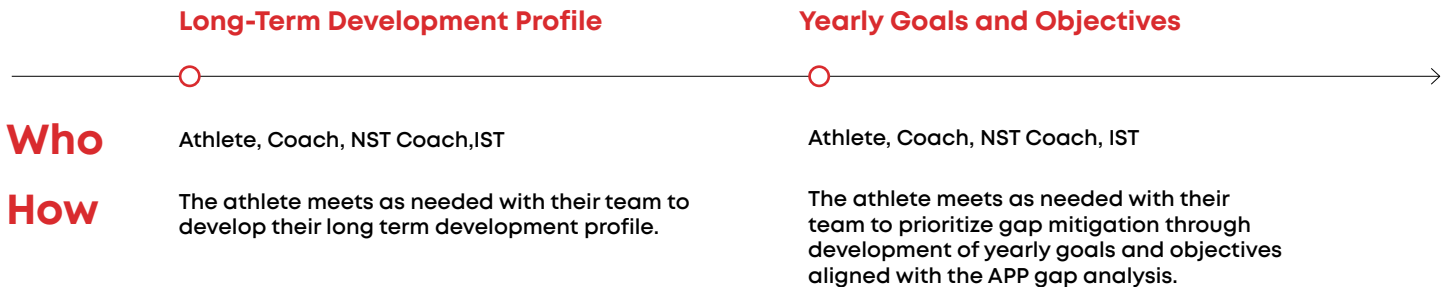 Long-Term Development Profile
Yearly Goals and Objectives
Who
Athlete, Coach, NST Coach,IST
Athlete, Coach, NST Coach, IST
How
The athlete meets as needed with their team to
develop their long term development profile.
The athlete meets as needed with their
team to prioritize gap mitigation through
development of yearly goals and objectives
aligned with the APP gap analysis.